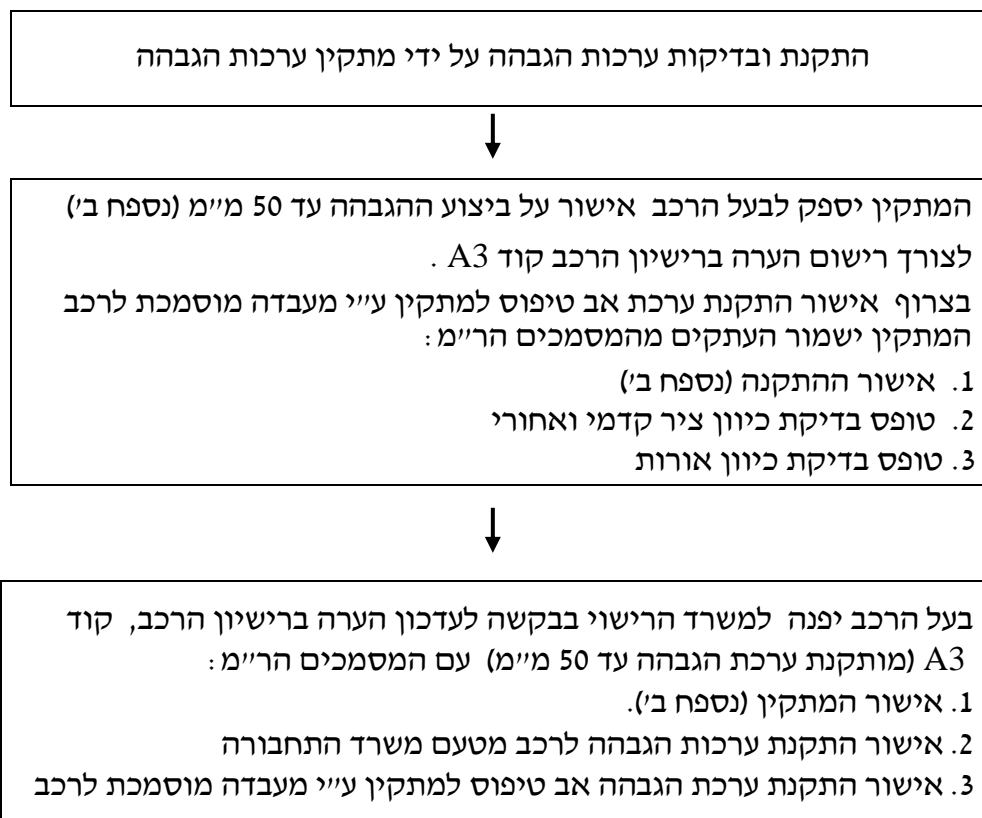 התקנת ובדיקות ערכות הגבהה על ידי מתקין ערכות הגבהה
המתקין יספק לבעל הרכב אישור על ביצוע ההגבהה עד 50 מ״מ (נספח ב׳)
לצורך רישום הערה ברישיון הרכב קוד A3 .
בצרוף אישור התקנת ערכת אב טיפוס למתקין ע״י מעבדה מוסמכת לרכב
המתקין ישמור העתקים מהמסמכים הר״מ:
1. אישור ההתקנה (נספח ב׳)
2. טופס בדיקת כיוון ציר קדמי ואחורי
3. טופס בדיקת כיוון אורות
בעל הרכב יפנה למשרד הרישוי בבקשה לעדכון הערה ברישיון הרכב, קוד
A3 (מותקנת ערכת הגבהה עד 50 מ״מ) עם המסמכים הר״מ:
1. אישור המתקין (נספח ב׳).
2. אישור התקנת ערכות הגבהה לרכב מטעם משרד התחבורה
3. אישור התקנת ערכת הגבהה אב טיפוס למתקין ע״י מעבדה מוסמכת לרכב